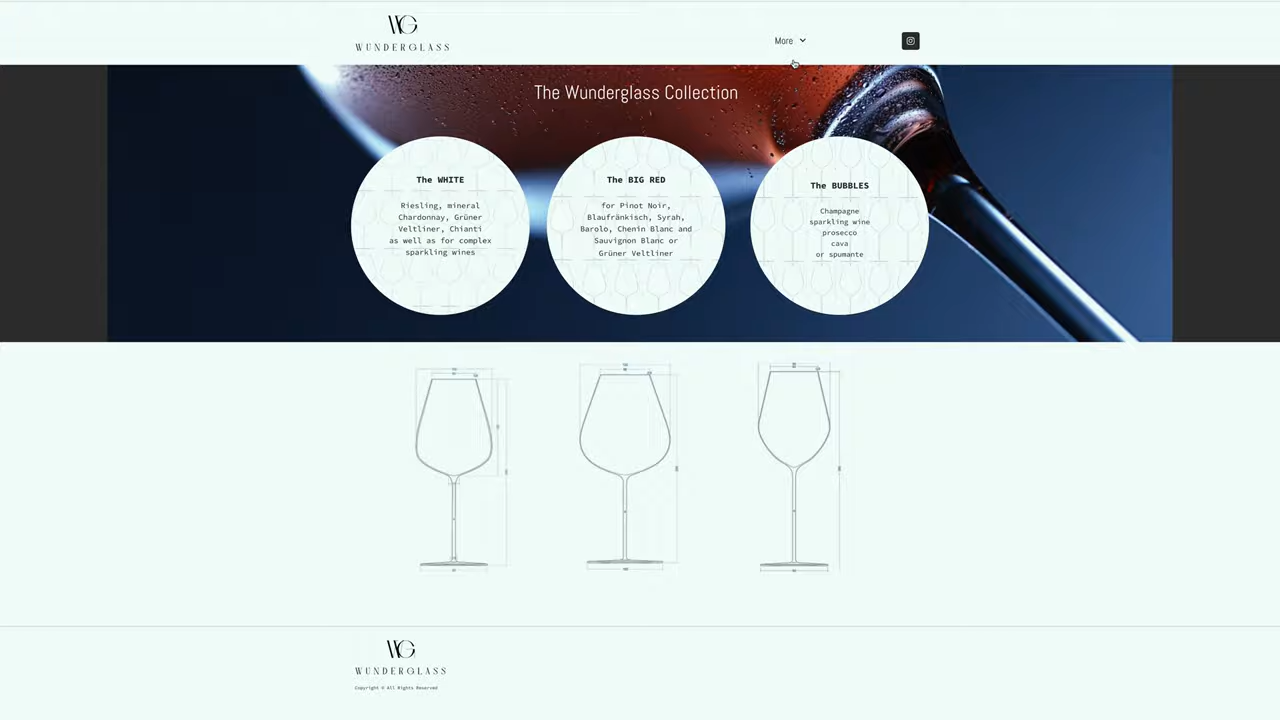 WG
WUNDERGLASS
More
The Wunderglass Collection
The WHITE
Riesling, mineral
Chardonnay, Grüner
Veltliner, Chianti
as well as for complex
sparkling wines
The BIG RED
for Pinot Noir,
Blaufränkisch, Syrah,
Barolo, Chenin Blanc and
Sauvignon Blanc or
Grüner Veltliner
The BUBBLES
Champagne
sparkling wine
prosecco
cava
or spumante
WG
WUNDERGLASS
Copyright © All Rights Reserved